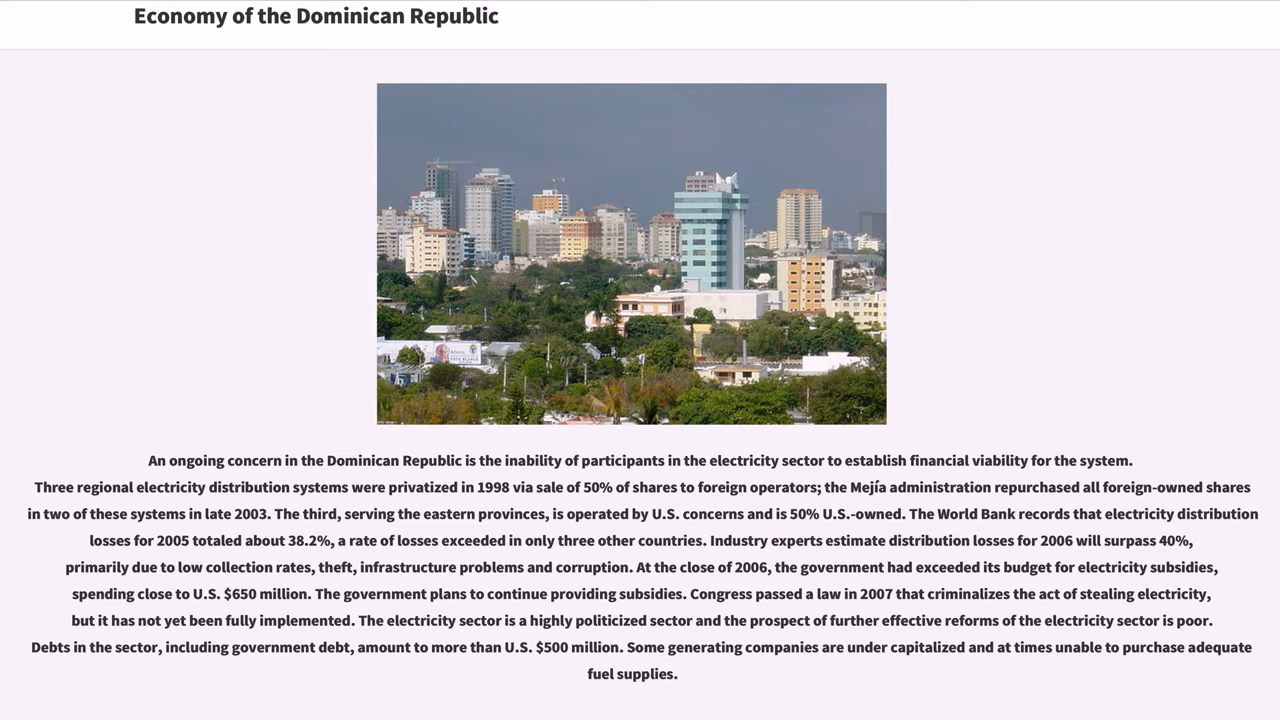 Economy of the Dominican Republic
An ongoing concern in the Dominican Republic is the inability of participants in the electricity sector to establish financial viability for the system.
Three regional electricity distribution systems were privatized in 1998 via sale of 50% of shares to foreign operators; the Mejía administration repurchased all foreign-owned shares
in two of these systems in late 2003. The third, serving the eastern provinces, is operated by U.S. concerns and is 50% U.S.-owned. The World Bank records that electricity distribution
losses for 2005 totaled about 38.2%, a rate of losses exceeded in only three other countries. Industry experts estimate distribution losses for 2006 will surpass 40%,
primarily due to low collection rates, theft, infrastructure problems and corruption. At the close of 2006, the government had exceeded its budget for electricity subsidies,
spending close to U.S. $650 million. The government plans to continue providing subsidies. Congress passed a law in 2007 that criminalizes the act of stealing electricity,
but it has not yet been fully implemented. The electricity sector is a highly politicized sector and the prospect of further effective reforms of the electricity sector is poor.
Debts in the sector, including government debt, amount to more than U.S. $500 million. Some generating companies are under capitalized and at times unable to purchase adequate
fuel supplies.